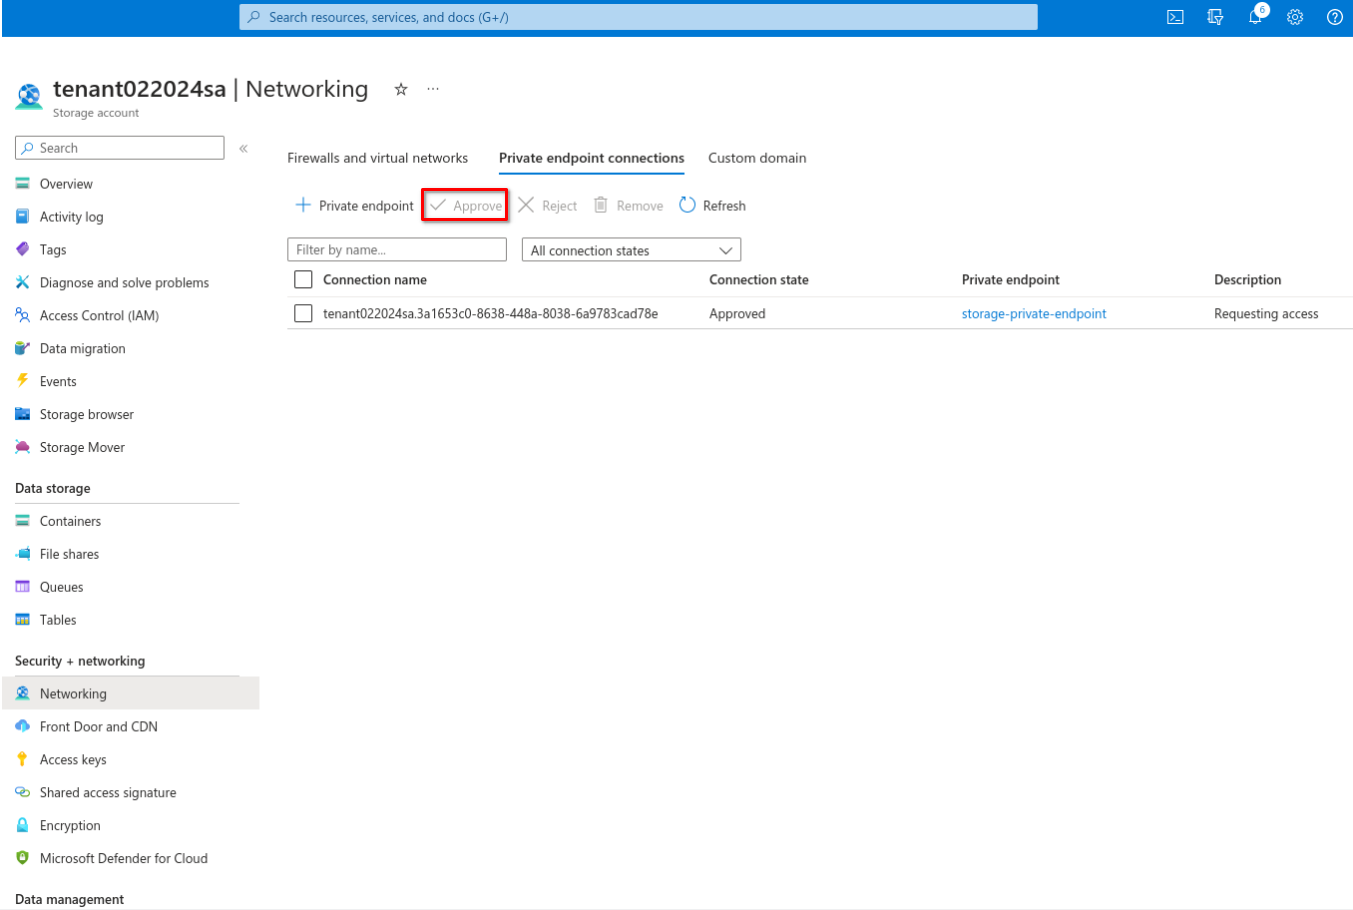 Search resources, services, and docs (G+/)
6
tenant022024sa | Networking
Storage account
Search
Overview
Activity log
Tags
Diagnose and solve problems
Access Control (IAM)
Data migration
Events
Storage browser
Storage Mover
Data storage
Containers
File shares
Queues
Tables
Security + networking
Networking
Front Door and CDN
Access keys
Shared access signature
Encryption
Microsoft Defender for Cloud
Data management
Firewalls and virtual networks Private endpoint connections Custom domain
Private endpoint Approve Reject Remove Refresh
Filter by name... All connection states
Connection name Connection state Private endpoint Description
tenant022024sa.3a1653c0-8638-448a-8038-6a9783cad78e Approved storage-private-endpoint Requesting access